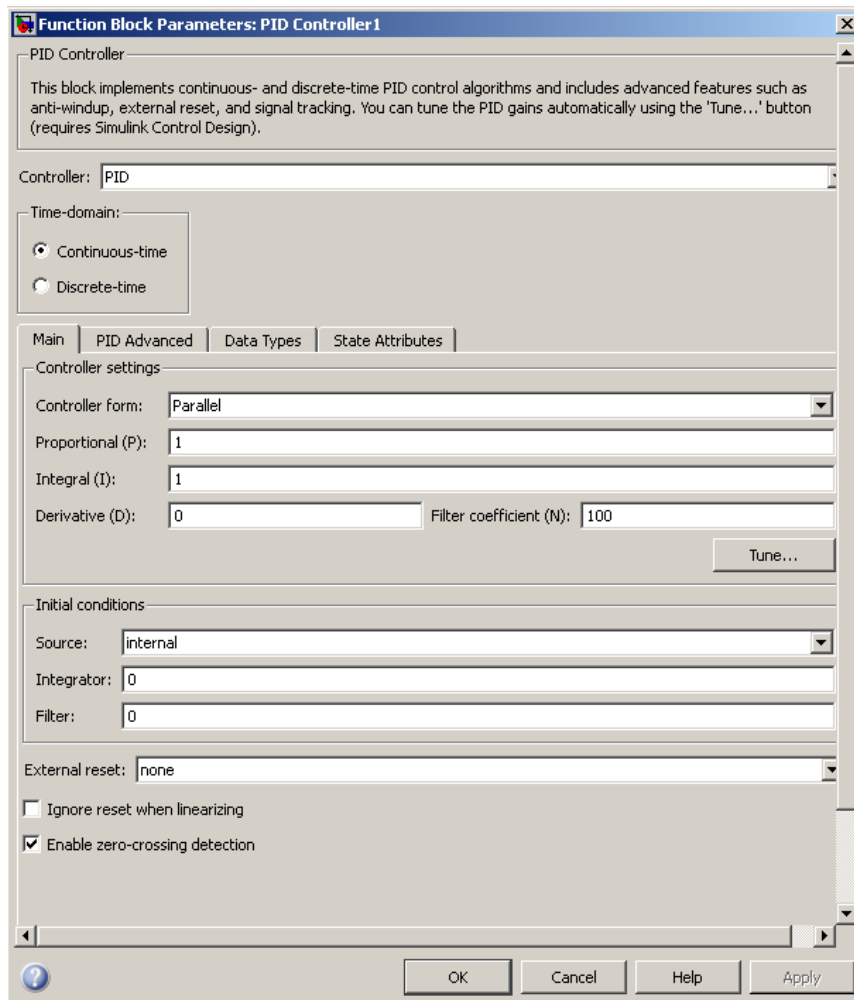 Function Block Parameters: PID Controller1
PID Controller
This block implements continuous- and discrete-time PID control algorithms and includes advanced features such as
anti-windup, external reset, and signal tracking. You can tune the PID gains automatically using the 'Tune...' button
(requires Simulink Control Design).
Controller: PID
Time-domain:
Continuous-time
Discrete-time
Main PID Advanced Data Types State Attributes
Controller settings
Controller form: Parallel
Proportional (P): 1
Integral (I): 1
Derivative (D): 0 Filter coefficient (N): 100
Tune...
Initial conditions
Source: internal
Integrator: 0
Filter: 0
External reset: none
Ignore reset when linearizing
Enable zero-crossing detection
? OK Cancel Help Apply